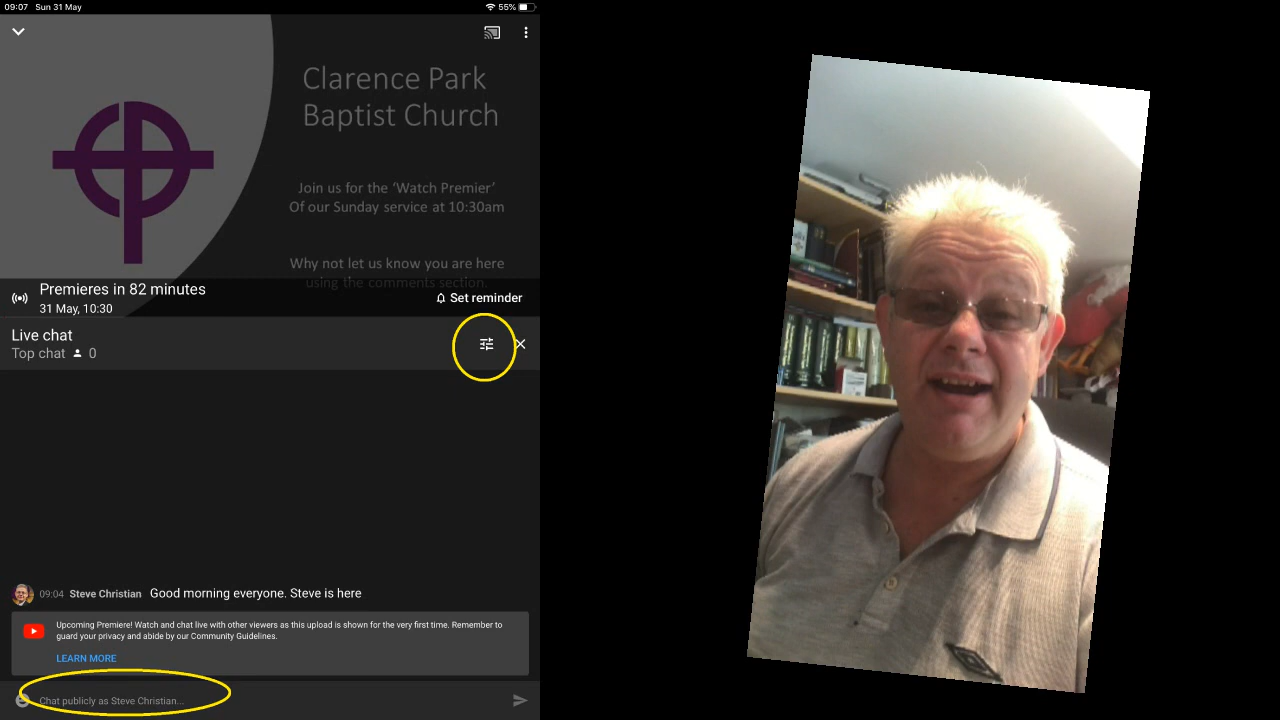 09:07 Sun 31 May
55%
Clarence Park
Baptist Church
Join us for the ‘Watch Premier’
Of our Sunday service at 10:30am
Why not let us know you are here
using the comments section.
Premieres in 82 minutes
31 May, 10:30
Set reminder
Live chat
Top chat 0
09:04 Steve Christian Good morning everyone. Steve is here
Upcoming Premiere! Watch and chat live with other viewers as this upload is shown for the very first time. Remember to
guard your privacy and abide by our Community Guidelines.
LEARN MORE
Chat publicly as Steve Christian...